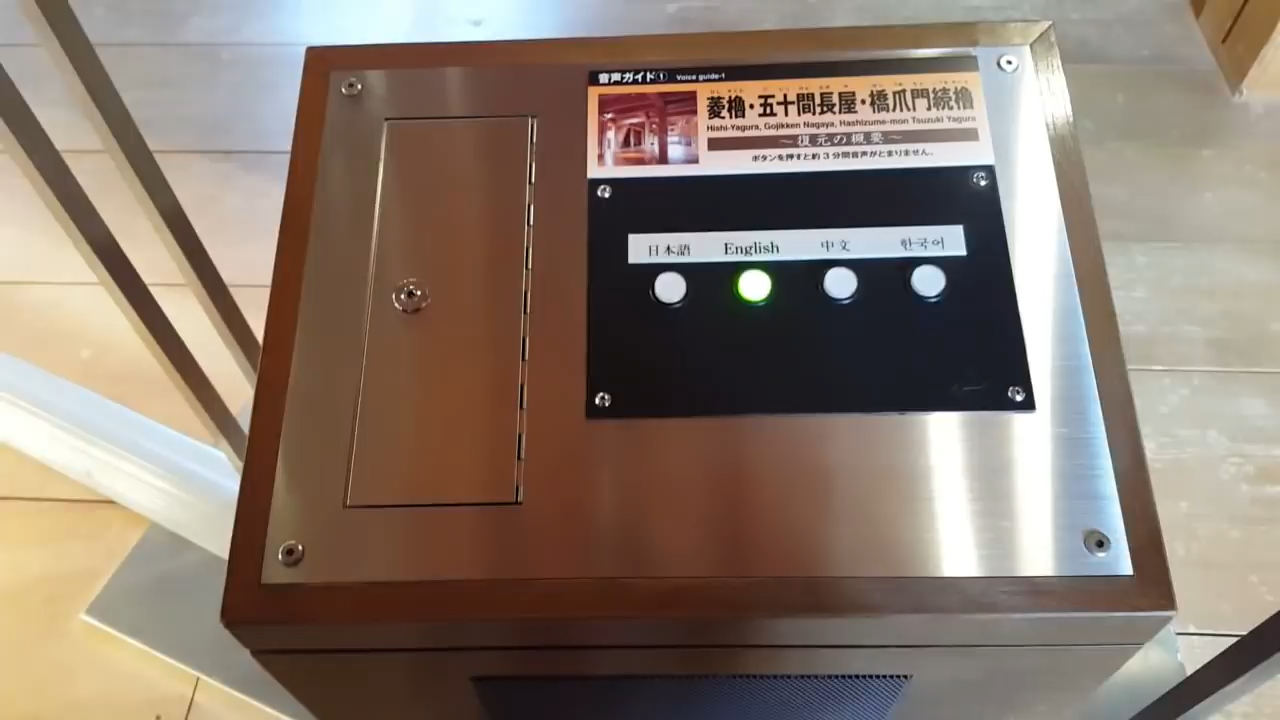 音声ガイド① Voice guide-1
菱櫓・五十間長屋・橋爪門続櫓
Hishi-Yagura, Gojikken Nagaya, Hashizume-mon Tsuzuki Yagura
～復元の概要～
ボタンを押すと約3分間音声がとまりません。
日本語 English 中文 한국어